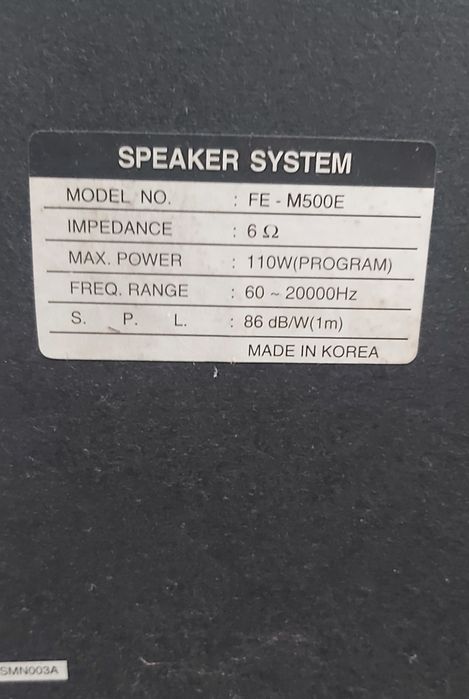 SPEAKER SYSTEM
MODEL NO. : FE - M500E
IMPEDANCE : 6 Ω
MAX. POWER : 110W(PROGRAM)
FREQ. RANGE : 60 ~ 20000Hz
S. P. L. : 86 dB/W(1m)
MADE IN KOREA
SMN003A